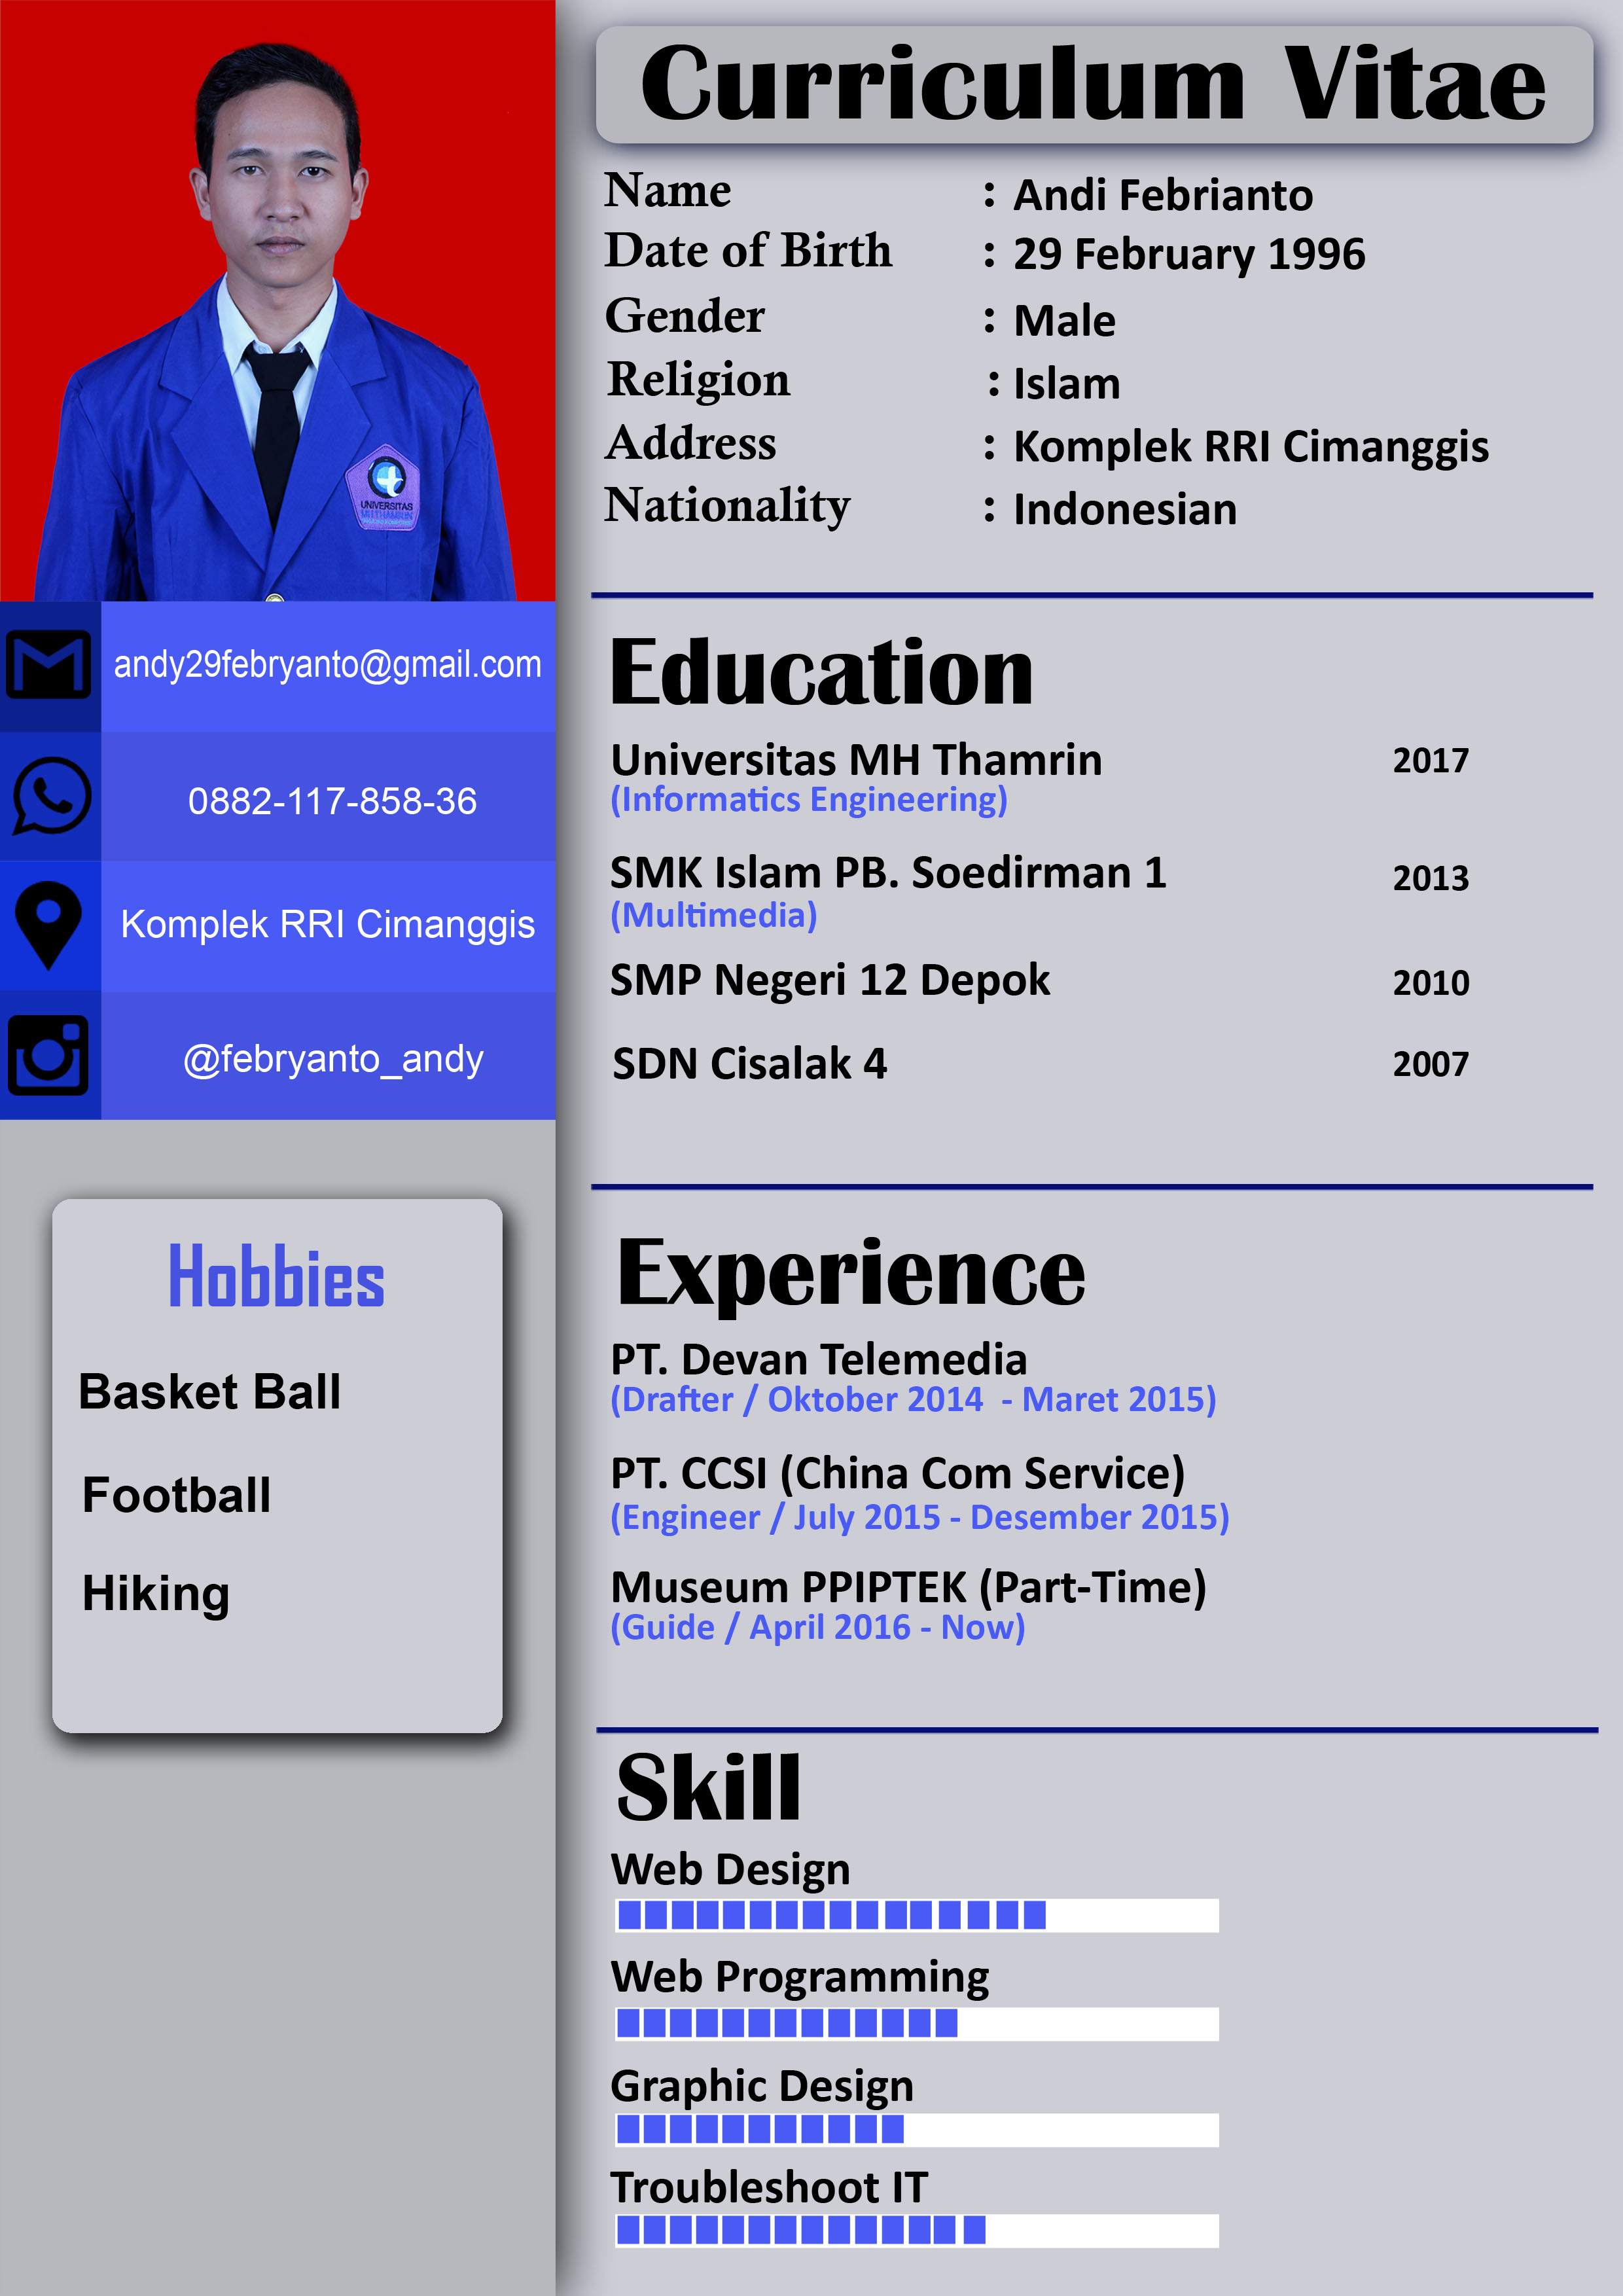 Curriculum Vitae
Name : Andi Febrianto
Date of Birth : 29 February 1996
Gender : Male
Religion : Islam
Address : Komplek RRI Cimanggis
Nationality : Indonesian
UNIVERSITAS
MH THAMRIN
andy29febryanto@gmail.com
0882-117-858-36
Komplek RRI Cimanggis
@febryanto_andy
Hobbies
Basket Ball
Football
Hiking
Education
Universitas MH Thamrin 2017
(Informatics Engineering)
SMK Islam PB. Soedirman 1 2013
(Multimedia)
SMP Negeri 12 Depok 2010
SDN Cisalak 4 2007
Experience
PT. Devan Telemedia
(Drafter / Oktober 2014 - Maret 2015)
PT. CCSI (China Com Service)
(Engineer / July 2015 - Desember 2015)
Museum PPIPTEK (Part-Time)
(Guide / April 2016 - Now)
Skill
Web Design
Web Programming
Graphic Design
Troubleshoot IT